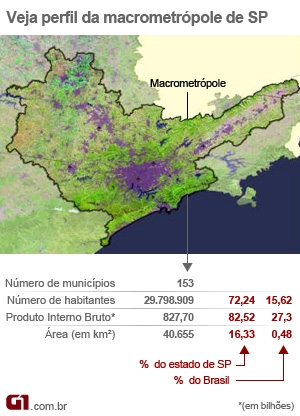 Veja perfil da macrometrópole de SP
Macrometrópole
Número de municípios 153
Número de habitantes 29.798.909 72,24 15,62
Produto Interno Bruto* 827,70 82,52 27,3
Área (em km²) 40.655 16,33 0,48
% do estado de SP
% do Brasil
G1.com.br *(em bilhões)